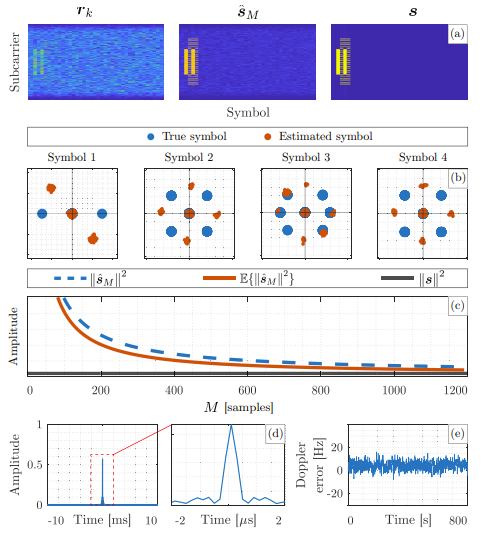 r_k ŝ_M s
Subcarrier
(a)
Symbol
True symbol Estimated symbol
Symbol 1 Symbol 2 Symbol 3 Symbol 4
(b)
‖ŝ_M‖² 𝔼{‖ŝ_M‖²} ‖s‖²
Amplitude
(c)
0 200 400 600 800 1000 1200
M [samples]
Amplitude
1
0.5
0
-10 Time [ms] 10
(d)
-2 Time [μs] 2
Doppler
error [Hz]
20
0
-20
(e)
0 Time [s] 800